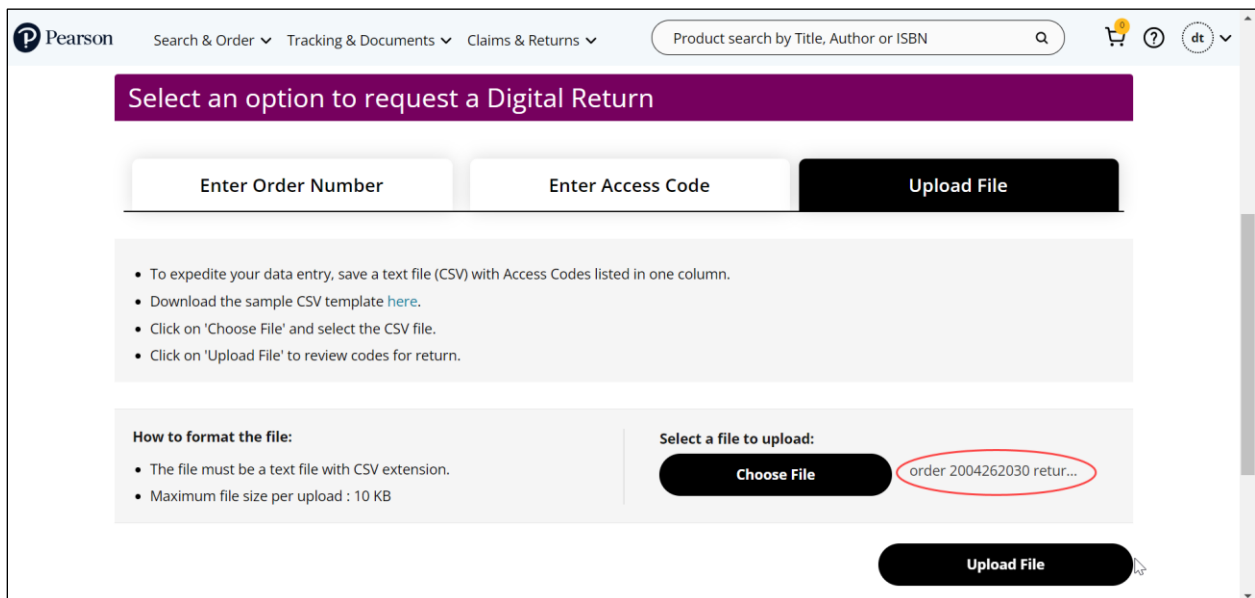 Pearson
Search & Order Tracking & Documents Claims & Returns Product search by Title, Author or ISBN 0 dt
Select an option to request a Digital Return
Enter Order Number Enter Access Code Upload File
• To expedite your data entry, save a text file (CSV) with Access Codes listed in one column.
• Download the sample CSV template here.
• Click on 'Choose File' and select the CSV file.
• Click on 'Upload File' to review codes for return.
How to format the file:
• The file must be a text file with CSV extension.
• Maximum file size per upload : 10 KB
Select a file to upload:
Choose File order 2004262030 retur...
Upload File